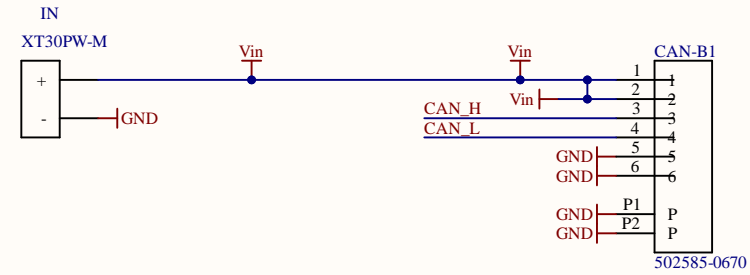 IN
XT30PW-M
+
-
GND
Vin
Vin
Vin
CAN_H
CAN_L
GND
GND
GND
GND
CAN-B1
1 1
2 2
3 3
4 4
5 5
6 6
P1 P
P2 P
502585-0670